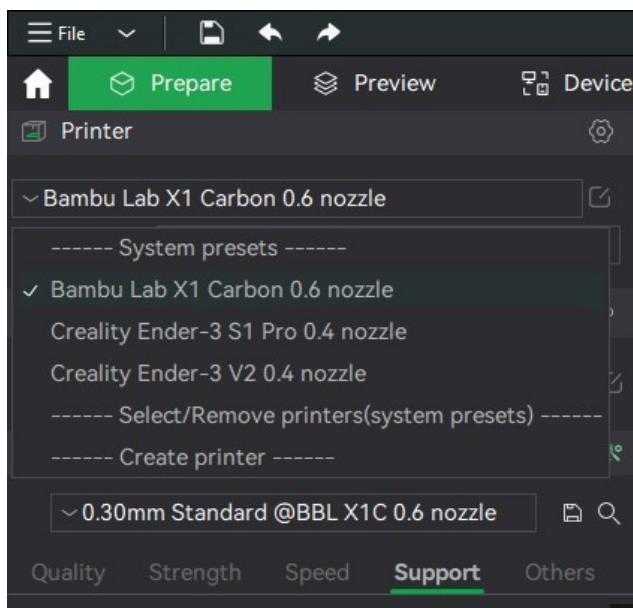 File
Prepare Preview Device
Printer
Bambu Lab X1 Carbon 0.6 nozzle
------ System presets ------
Bambu Lab X1 Carbon 0.6 nozzle
Creality Ender-3 S1 Pro 0.4 nozzle
Creality Ender-3 V2 0.4 nozzle
------ Select/Remove printers(system presets) ------
------ Create printer ------
0.30mm Standard @BBL X1C 0.6 nozzle
Quality Strength Speed Support Others